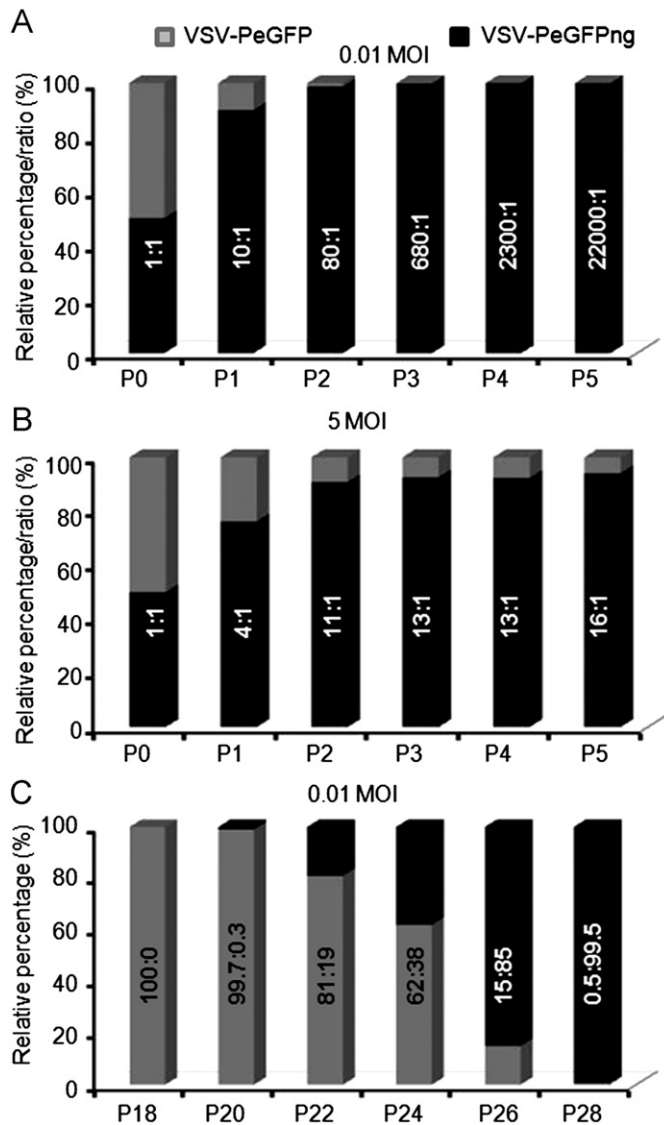 A
VSV-PeGFP VSV-PeGFPng
0.01 MOI
Relative percentage/ratio (%)
100
80
60
40
20
0
1:1 10:1 80:1 680:1 2300:1 22000:1
P0 P1 P2 P3 P4 P5
B
5 MOI
Relative percentage/ratio (%)
100
80
60
40
20
0
1:1 4:1 11:1 13:1 13:1 16:1
P0 P1 P2 P3 P4 P5
C
0.01 MOI
Relative percentage (%)
100
80
60
40
20
0
100:0 99.7:0.3 81:19 62:38 15:85 0.5:99.5
P18 P20 P22 P24 P26 P28